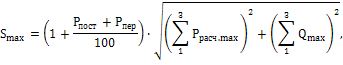 S_max = (1 + (P_пост + P_пер) / 100) · √((∑_1^3 P_расч.max)^2 + (∑_1^3 Q_max)^2),